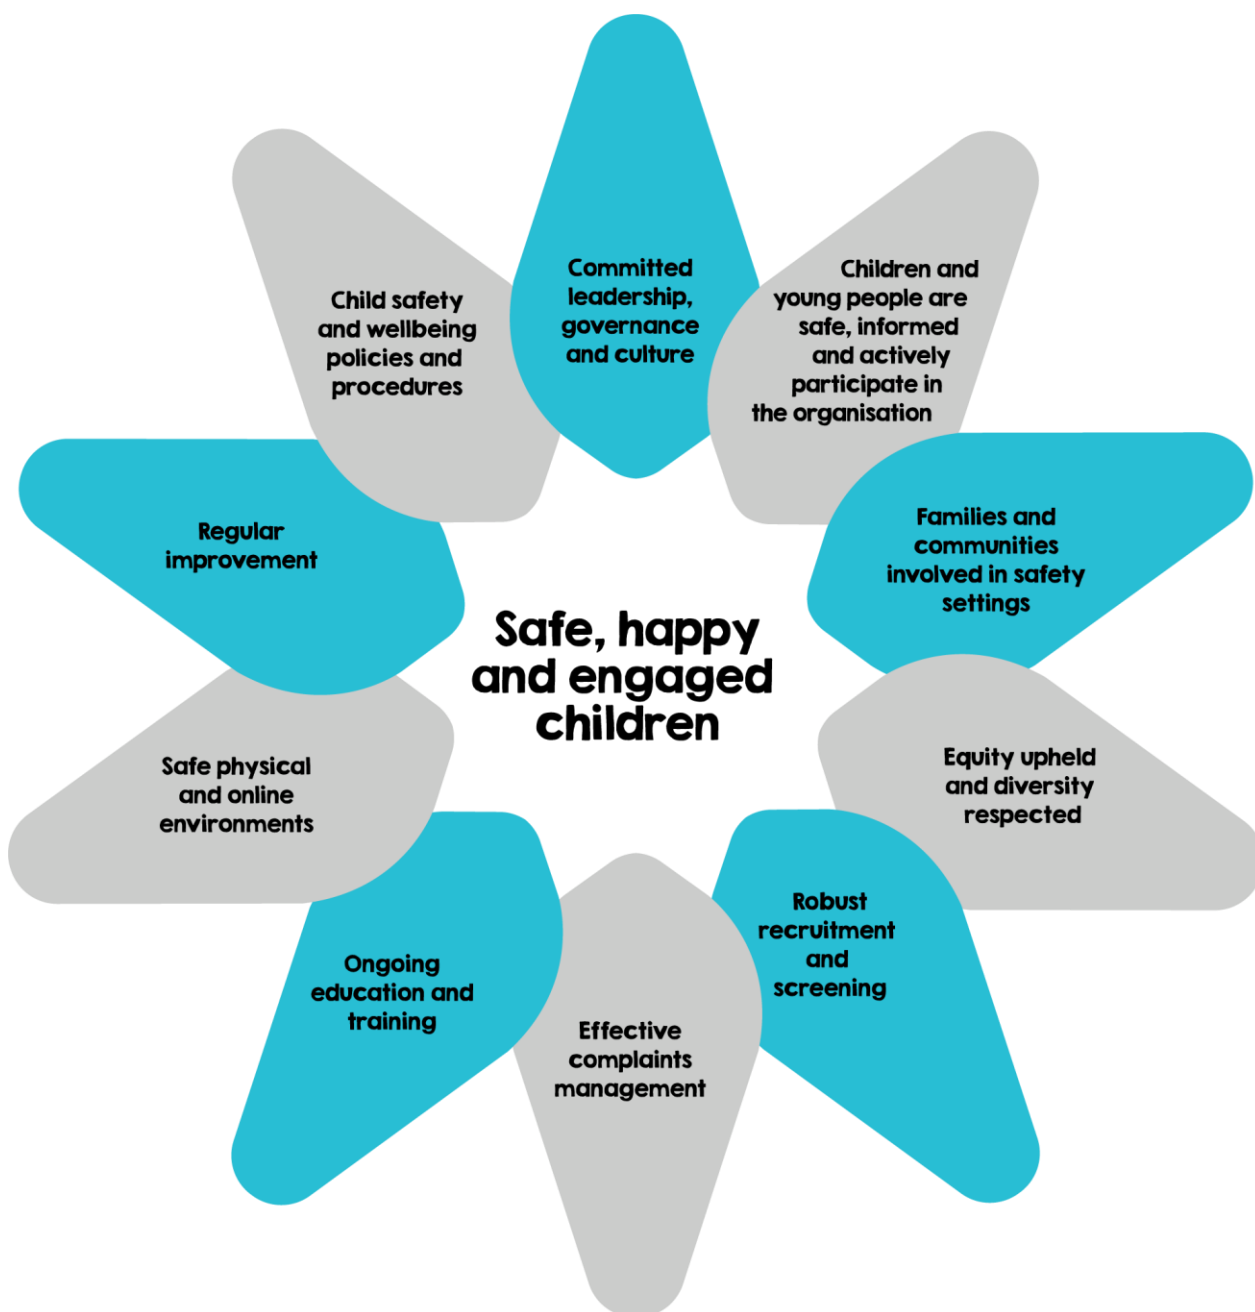 Committed
leadership,
governance
and culture
Children and
young people are
safe, informed
and actively
participate in
the organisation
Families and
communities
involved in safety
settings
Equity upheld
and diversity
respected
Robust
recruitment
and
screening
Effective
complaints
management
Ongoing
education and
training
Safe physical
and online
environments
Regular
improvement
Child safety
and wellbeing
policies and
procedures
Safe, happy
and engaged
children